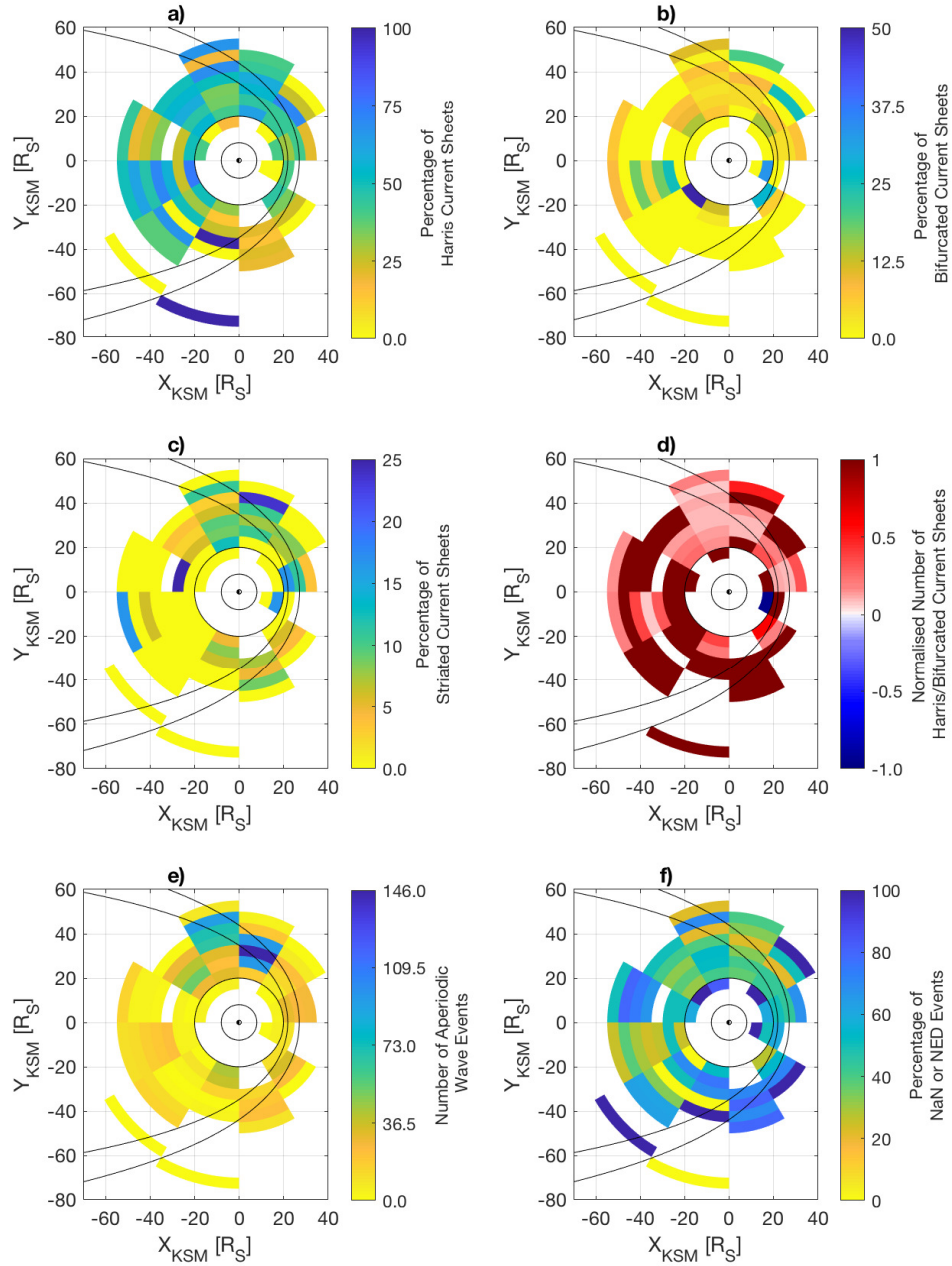 a)
60
40
20
0
-20
-40
-60
-80
Y_KSM [R_S]
-60 -40 -20 0 20 40
X_KSM [R_S]
100
75
50
25
0.0
Percentage of
Harris Current Sheets
b)
60
40
20
0
-20
-40
-60
-80
Y_KSM [R_S]
-60 -40 -20 0 20 40
X_KSM [R_S]
50
37.5
25
12.5
0.0
Percentage of
Bifurcated Current Sheets
c)
60
40
20
0
-20
-40
-60
-80
Y_KSM [R_S]
-60 -40 -20 0 20 40
X_KSM [R_S]
25
20
15
10
5
0.0
Percentage of
Striated Current Sheets
d)
60
40
20
0
-20
-40
-60
-80
Y_KSM [R_S]
-60 -40 -20 0 20 40
X_KSM [R_S]
1
0.5
0
-0.5
-1.0
Normalised Number of
Harris/Bifurcated Current Sheets
e)
60
40
20
0
-20
-40
-60
-80
Y_KSM [R_S]
-60 -40 -20 0 20 40
X_KSM [R_S]
146.0
109.5
73.0
36.5
0.0
Number of Aperiodic
Wave Events
f)
60
40
20
0
-20
-40
-60
-80
Y_KSM [R_S]
-60 -40 -20 0 20 40
X_KSM [R_S]
100
80
60
40
20
0
Percentage of
NaN or NED Events